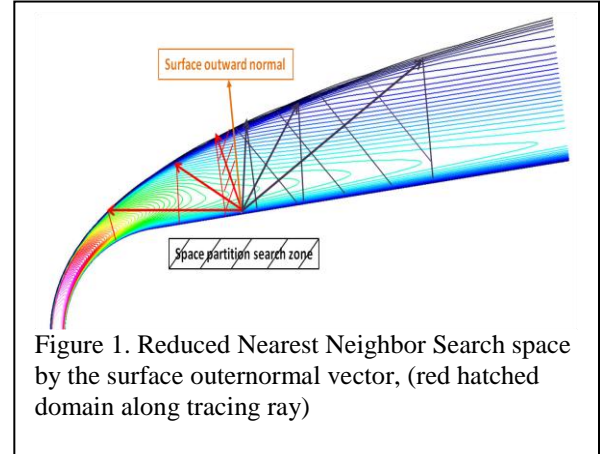 Surface outward normal
Space partition search zone
Figure 1. Reduced Nearest Neighbor Search space
by the surface outernormal vector, (red hatched
domain along tracing ray)